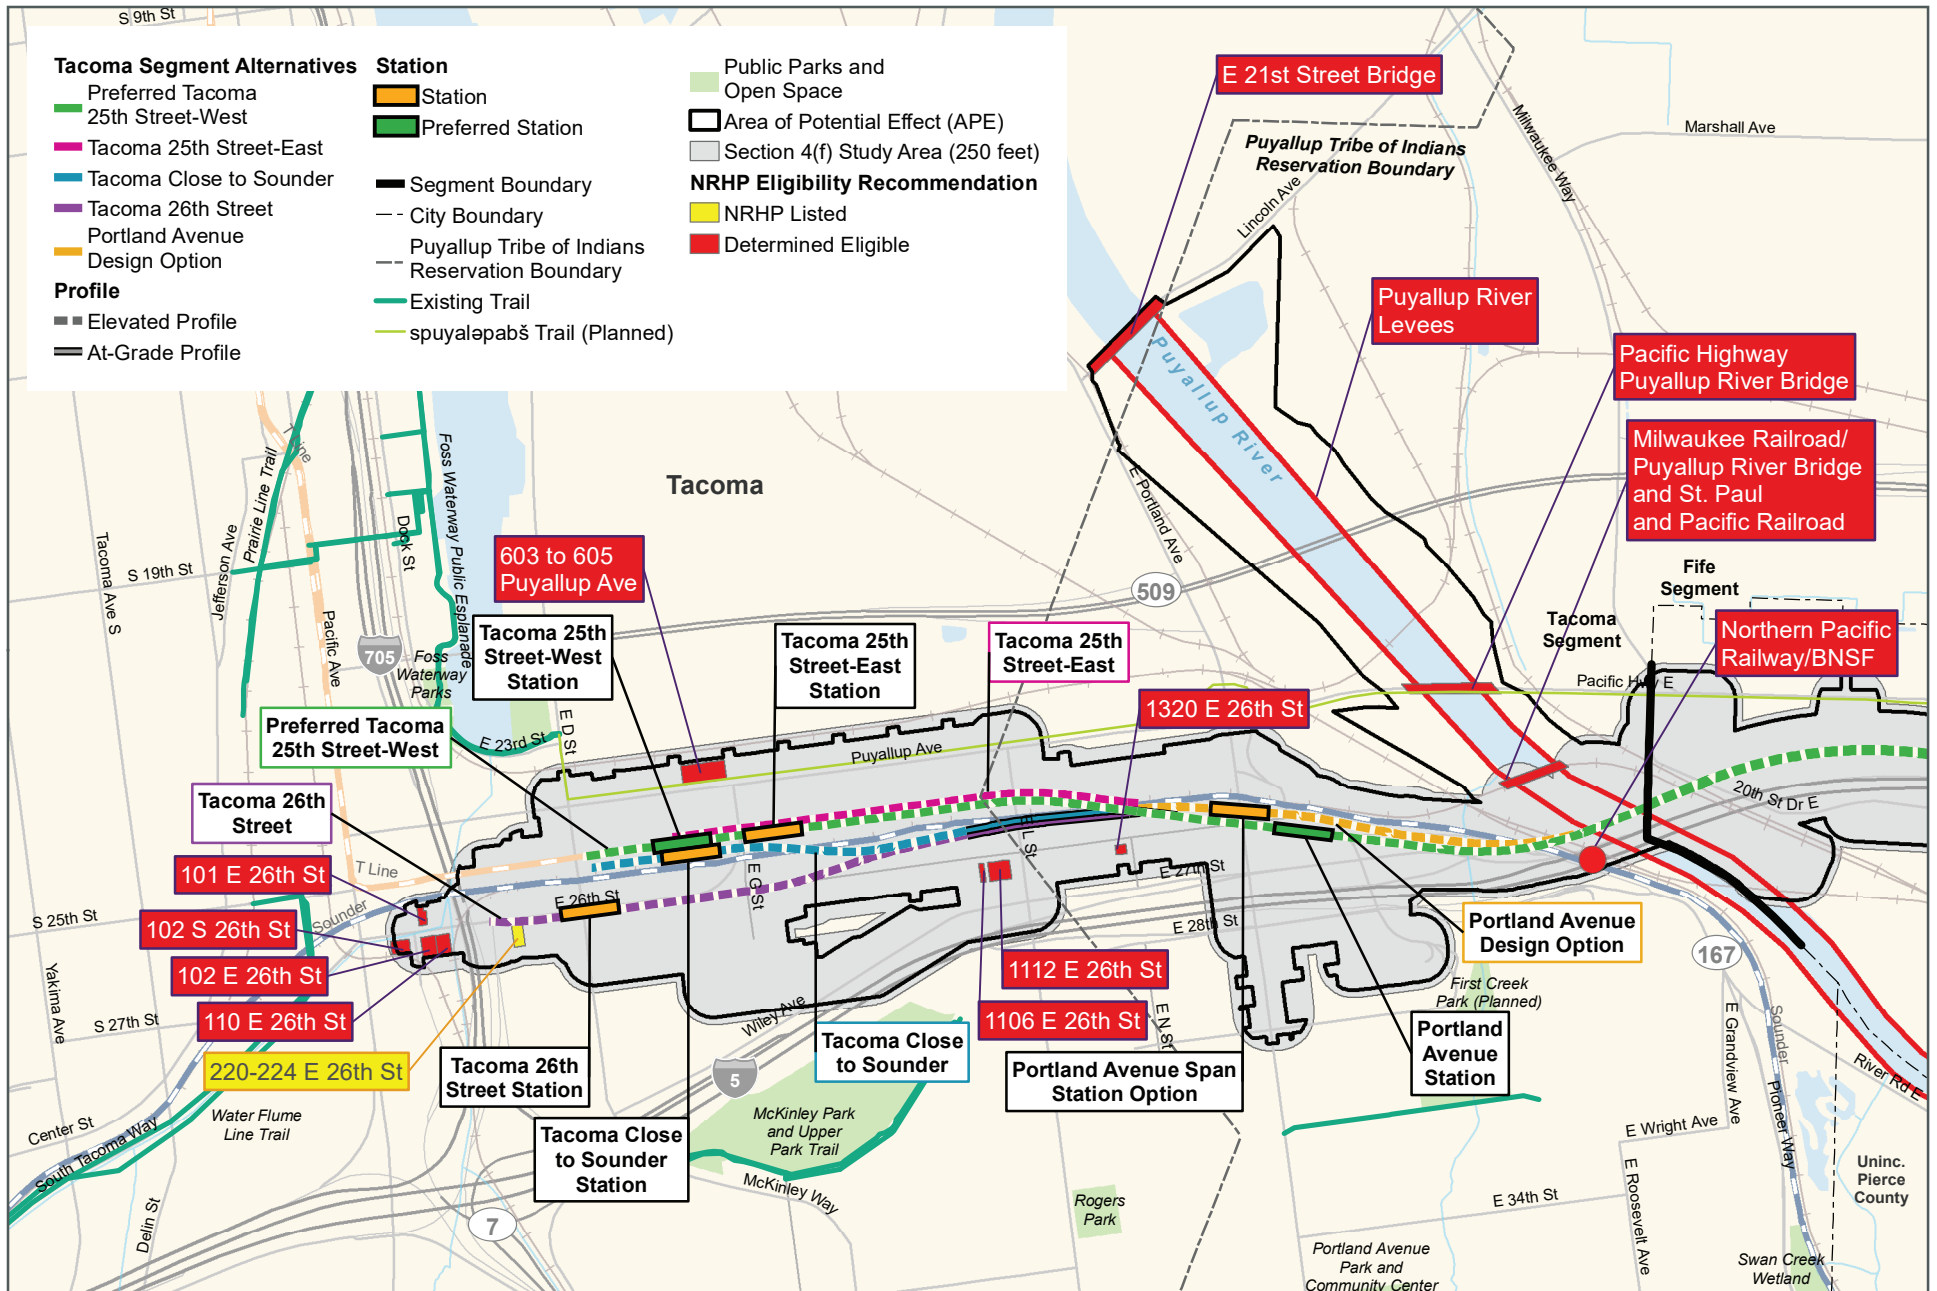 S 9th St
Tacoma Segment Alternatives
Preferred Tacoma
25th Street-West
Tacoma 25th Street-East
Tacoma Close to Sounder
Tacoma 26th Street
Portland Avenue
Design Option
Profile
Elevated Profile
At-Grade Profile
Station
Station
Preferred Station
Segment Boundary
City Boundary
Puyallup Tribe of Indians
Reservation Boundary
Existing Trail
spuyaləpabš Trail (Planned)
Public Parks and
Open Space
Area of Potential Effect (APE)
Section 4(f) Study Area (250 feet)
NRHP Eligibility Recommendation
NRHP Listed
Determined Eligible
E 21st Street Bridge
Puyallup Tribe of Indians
Reservation Boundary
Milwaukee Way
Marshall Ave
Lincoln Ave
Puyallup River
Levees
Pacific Highway
Puyallup River Bridge
Milwaukee Railroad/
Puyallup River Bridge
and St. Paul
and Pacific Railroad
Puyallup River
Fife
Segment
Tacoma
Segment
Northern Pacific
Railway/BNSF
Pacific Hwy E
T Line
Prairie Line Trail
Foss Waterway Public Esplanade
Dock St
Tacoma
E Portland Ave
509
Tacoma Ave S
S 19th St
Jefferson Ave
Pacific Ave
705
Foss
Waterway
Parks
603 to 605
Puyallup Ave
Tacoma 25th
Street-West
Station
Tacoma 25th
Street-East
Station
Tacoma 25th
Street-East
1320 E 26th St
Preferred Tacoma
25th Street-West
E 23rd St
E D St
Puyallup Ave
Tacoma 26th
Street
20th St Dr E
T Line
101 E 26th St
E 26th St
E G St
E L St
E 27th St
S 25th St
Sounder
102 S 26th St
E 28th St
Portland Avenue
Design Option
167
102 E 26th St
1112 E 26th St
First Creek
Park (Planned)
Yakima Ave
S 27th St
110 E 26th St
Wiley Ave
1106 E 26th St
E N St
Portland
Avenue
Station
E Grandview Ave
Sounder
220-224 E 26th St
Tacoma 26th
Street Station
Tacoma Close
to Sounder
Portland Avenue Span
Station Option
5
River Rd E
Center St
South Tacoma Way
Water Flume
Line Trail
Tacoma Close
to Sounder
Station
McKinley Park
and Upper
Park Trail
McKinley Way
E Wright Ave
Pioneer Way
Uninc.
Pierce
County
Delin St
7
Rogers
Park
E 34th St
E Roosevelt Ave
Portland Avenue
Park and
Community Center
Swan Creek
Wetland